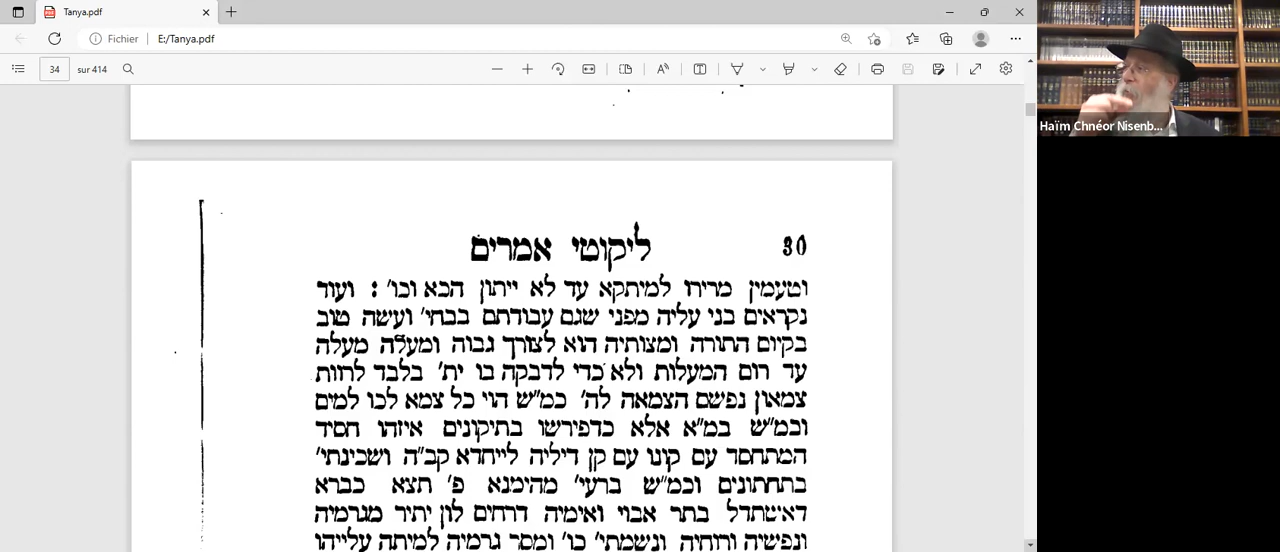 Tanya.pdf
Fichier
E:/Tanya.pdf
34
sur 414
Haïm Chnéor Nisenb...
ליקוטי אמרים
30
וטעמין מרירו למיתקא עד לא ייתון הכא וכו' : ועוד
נקראים בני עליה מפני שגם עבודתם בבחי' ועשה טוב
בקיום התורה ומצותיה הוא לצורך גבוה ומעלה מעלה
עד רום המעלות ולא כדי לדבקה בו ית' בלבד לרוות
צמאון נפשם הצמאה לה' כמ"ש הוי כל צמא לכו למים
וכמ"ש במ"א אלא כדפירשו בתיקונים איזהו חסיד
המתחסד עם קונו עם קן דיליה לייחדא קב"ה ושכינתי'
בתחתונים וכמ"ש ברעי' מהימנא פ' תצא כברא
דאשתדל בתר אבוי ואימיה דרחים לון יתיר מגרמיה
ונפשיה ורוחיה ונשמתי' כו' ומסר גרמיה למיתה עלייהו